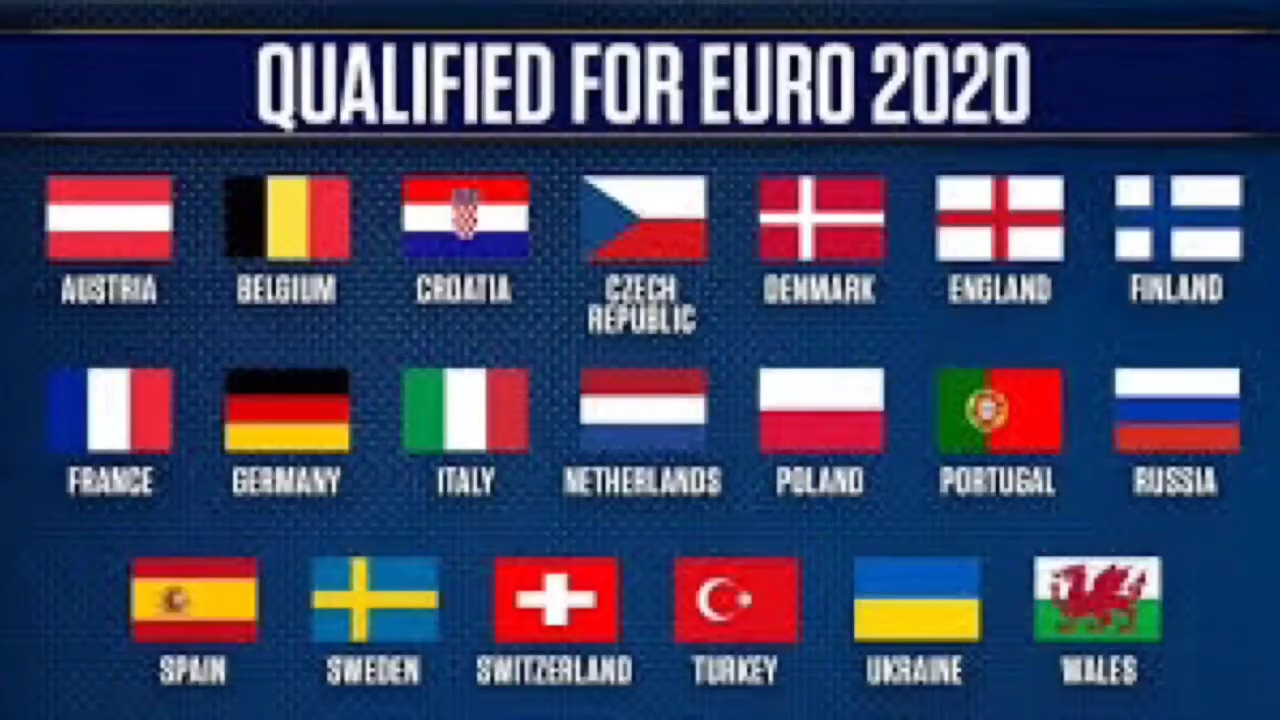 QUALIFIED FOR EURO 2020
AUSTRIA BELGIUM CROATIA CZECH REPUBLIC DENMARK ENGLAND FINLAND
FRANCE GERMANY ITALY NETHERLANDS POLAND PORTUGAL RUSSIA
SPAIN SWEDEN SWITZERLAND TURKEY UKRAINE WALES